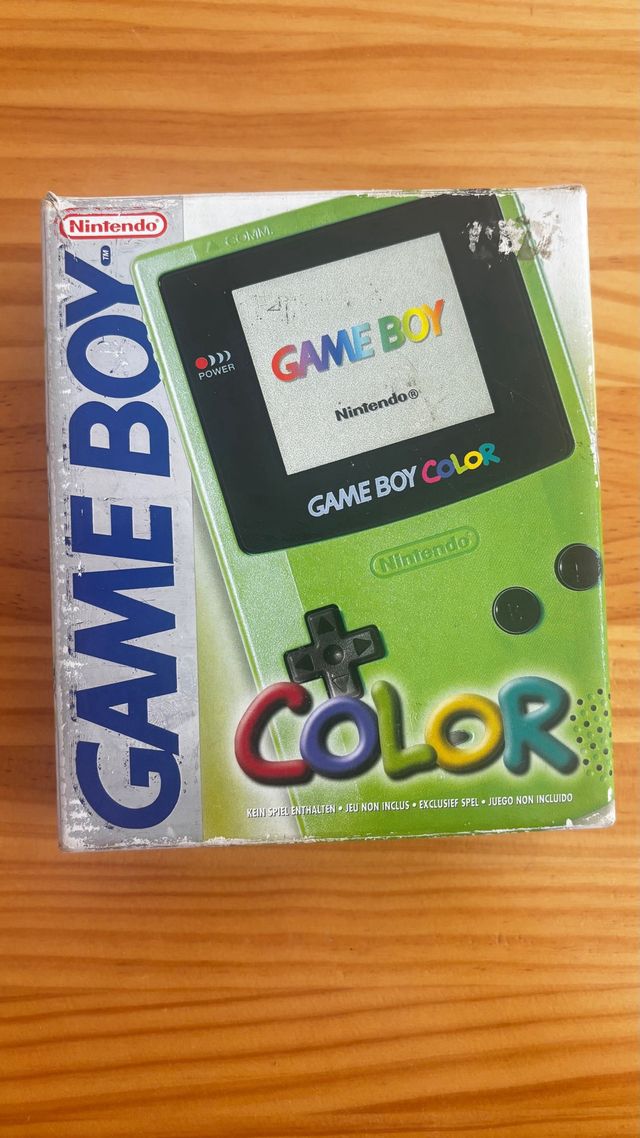 Nintendo®
GAME BOY™
COMM.
POWER
GAME BOY
Nintendo®
GAME BOY COLOR
Nintendo
COLOR
KEIN SPIEL ENTHALTEN • JEU NON INCLUS • EXCLUSIEF SPEL • JUEGO NON INCLUIDO